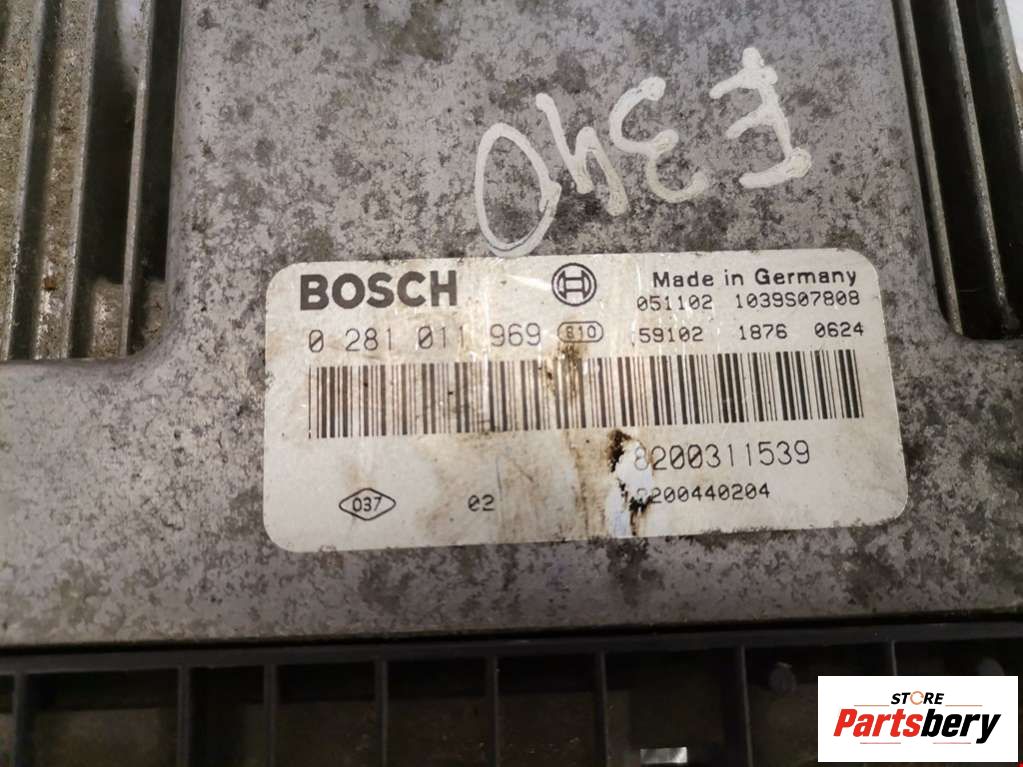 F340
BOSCH
Made in Germany
051102 1039S07808
0 281 011 969 810 59102 1876 0624
8200311539
037 02 8200440204
STORE
Partsbery